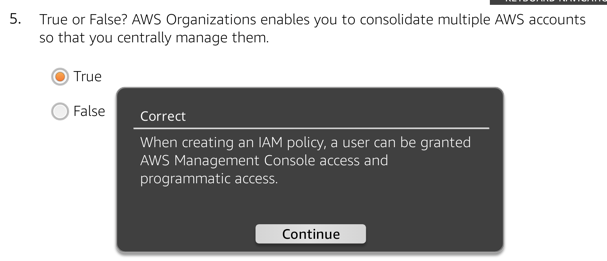 5. True or False? AWS Organizations enables you to consolidate multiple AWS accounts
so that you centrally manage them.
True
False
Correct
When creating an IAM policy, a user can be granted
AWS Management Console access and
programmatic access.
Continue